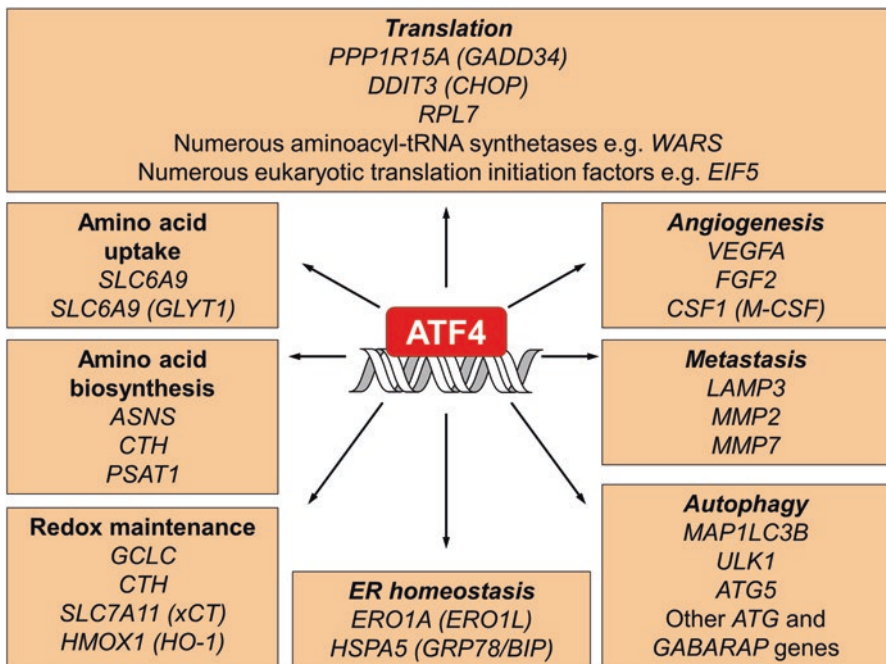 Translation
PPP1R15A (GADD34)
DDIT3 (CHOP)
RPL7
Numerous aminoacyl-tRNA synthetases e.g. WARS
Numerous eukaryotic translation initiation factors e.g. EIF5
Amino acid
uptake
SLC6A9
SLC6A9 (GLYT1)
Angiogenesis
VEGFA
FGF2
CSF1 (M-CSF)
ATF4
Amino acid
biosynthesis
ASNS
CTH
PSAT1
Metastasis
LAMP3
MMP2
MMP7
Redox maintenance
GCLC
CTH
SLC7A11 (xCT)
HMOX1 (HO-1)
ER homeostasis
ERO1A (ERO1L)
HSPA5 (GRP78/BIP)
Autophagy
MAP1LC3B
ULK1
ATG5
Other ATG and
GABARAP genes